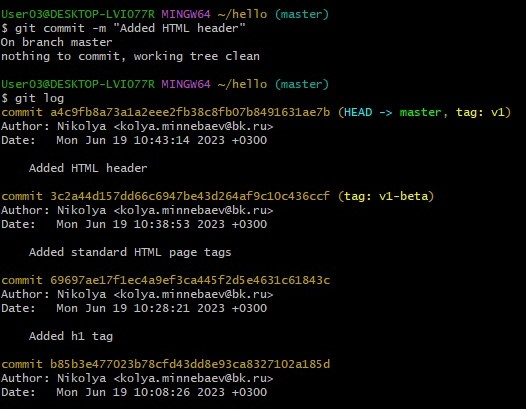 User03@DESKTOP-LVIO77R MINGW64 ~/hello (master)
$ git commit -m "Added HTML header"
On branch master
nothing to commit, working tree clean
User03@DESKTOP-LVIO77R MINGW64 ~/hello (master)
$ git log
commit a4c9fb8a73a1a2eee2fb38c8fb07b8491631ae7b (HEAD -> master, tag: v1)
Author: Nikolya <kolya.minnebaev@bk.ru>
Date:   Mon Jun 19 10:43:14 2023 +0300
    Added HTML header
commit 3c2a44d157dd66c6947be43d264af9c10c436ccf (tag: v1-beta)
Author: Nikolya <kolya.minnebaev@bk.ru>
Date:   Mon Jun 19 10:38:53 2023 +0300
    Added standard HTML page tags
commit 69697ae17f1ec4a9ef3ca445f2d5e4631c61843c
Author: Nikolya <kolya.minnebaev@bk.ru>
Date:   Mon Jun 19 10:28:21 2023 +0300
    Added h1 tag
commit b85b3e477023b78cfd43dd8e93ca8327102a185d
Author: Nikolya <kolya.minnebaev@bk.ru>
Date:   Mon Jun 19 10:08:26 2023 +0300